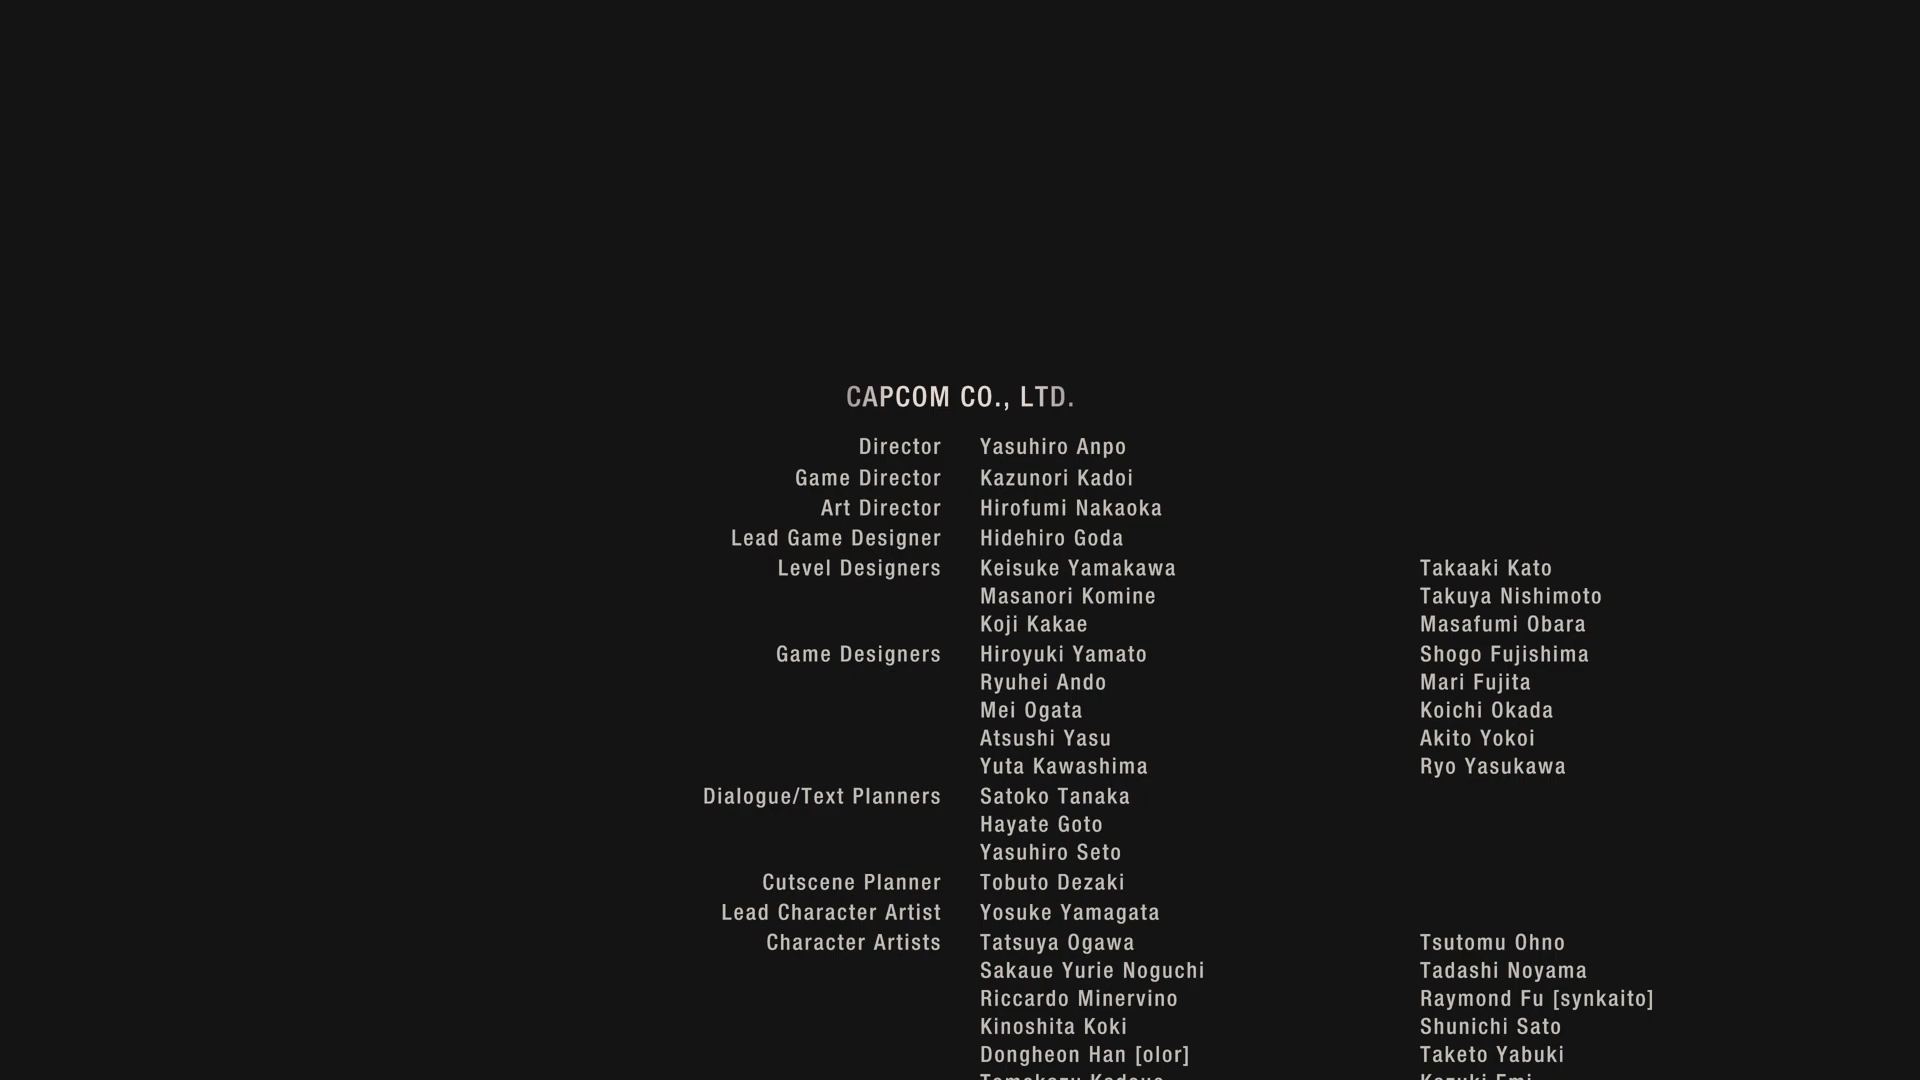 CAPCOM CO., LTD.
Director Yasuhiro Anpo
Game Director Kazunori Kadoi
Art Director Hirofumi Nakaoka
Lead Game Designer Hidehiro Goda
Level Designers Keisuke Yamakawa Takaaki Kato
Masanori Komine Takuya Nishimoto
Koji Kakae Masafumi Obara
Game Designers Hiroyuki Yamato Shogo Fujishima
Ryuhei Ando Mari Fujita
Mei Ogata Koichi Okada
Atsushi Yasu Akito Yokoi
Yuta Kawashima Ryo Yasukawa
Dialogue/Text Planners Satoko Tanaka
Hayate Goto
Yasuhiro Seto
Cutscene Planner Tobuto Dezaki
Lead Character Artist Yosuke Yamagata
Character Artists Tatsuya Ogawa Tsutomu Ohno
Sakaue Yurie Noguchi Tadashi Noyama
Riccardo Minervino Raymond Fu [synkaito]
Kinoshita Koki Shunichi Sato
Dongheon Han [olor] Taketo Yabuki